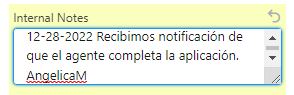 Internal Notes
12-28-2022 Recibimos notificación de
que el agente completa la aplicación.
AngelicaM